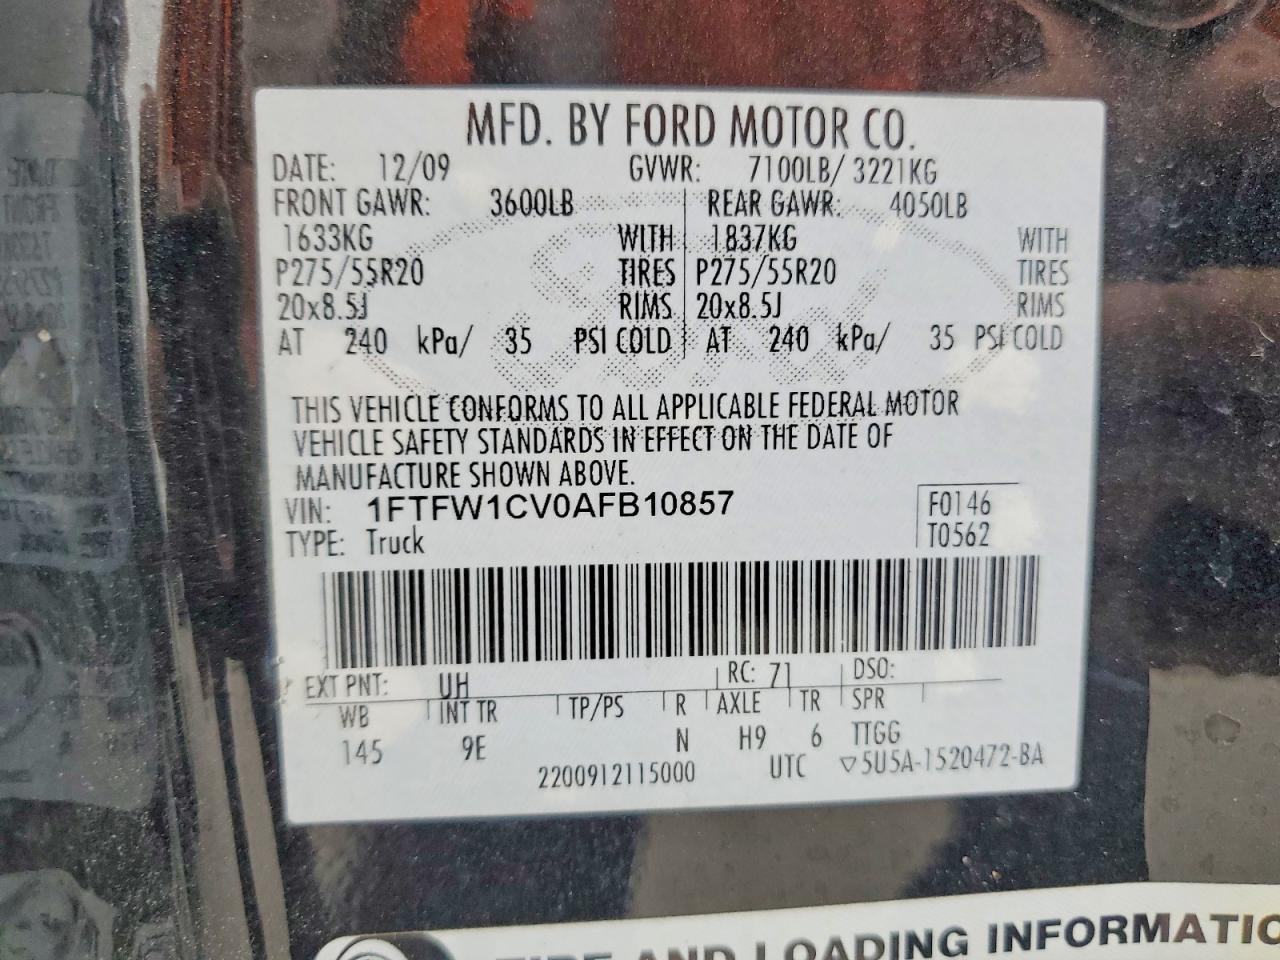 MFD. BY FORD MOTOR CO.
DATE: 12/09 GVWR: 7100LB/ 3221KG
FRONT GAWR: 3600LB REAR GAWR: 4050LB
1633KG WITH 1837KG WITH
P275/55R20 TIRES P275/55R20 TIRES
20x8.5J RIMS 20x8.5J RIMS
AT 240 kPa/ 35 PSI COLD AT 240 kPa/ 35 PSI COLD
THIS VEHICLE CONFORMS TO ALL APPLICABLE FEDERAL MOTOR
VEHICLE SAFETY STANDARDS IN EFFECT ON THE DATE OF
MANUFACTURE SHOWN ABOVE.
VIN: 1FTFW1CV0AFB10857 F0146
TYPE: Truck T0562
EXT PNT: UH RC: 71 DSO:
WB INT TR TP/PS R AXLE TR SPR
145 9E N H9 6 TTGG
2200912115000 UTC ▽5U5A-1520472-BA
TIRE AND LOADING INFORMATIO